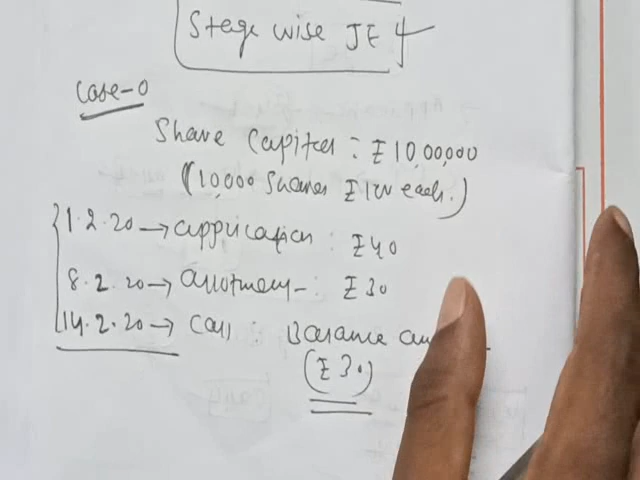 Stage wise JE
Case-0
Share Capital : ₹10,00,000
(10,000 Shares ₹100 each.)
1.2.20 → application : ₹40
8.2.20 → allotment : ₹30
14.2.20 → Call : Balance
(₹30)